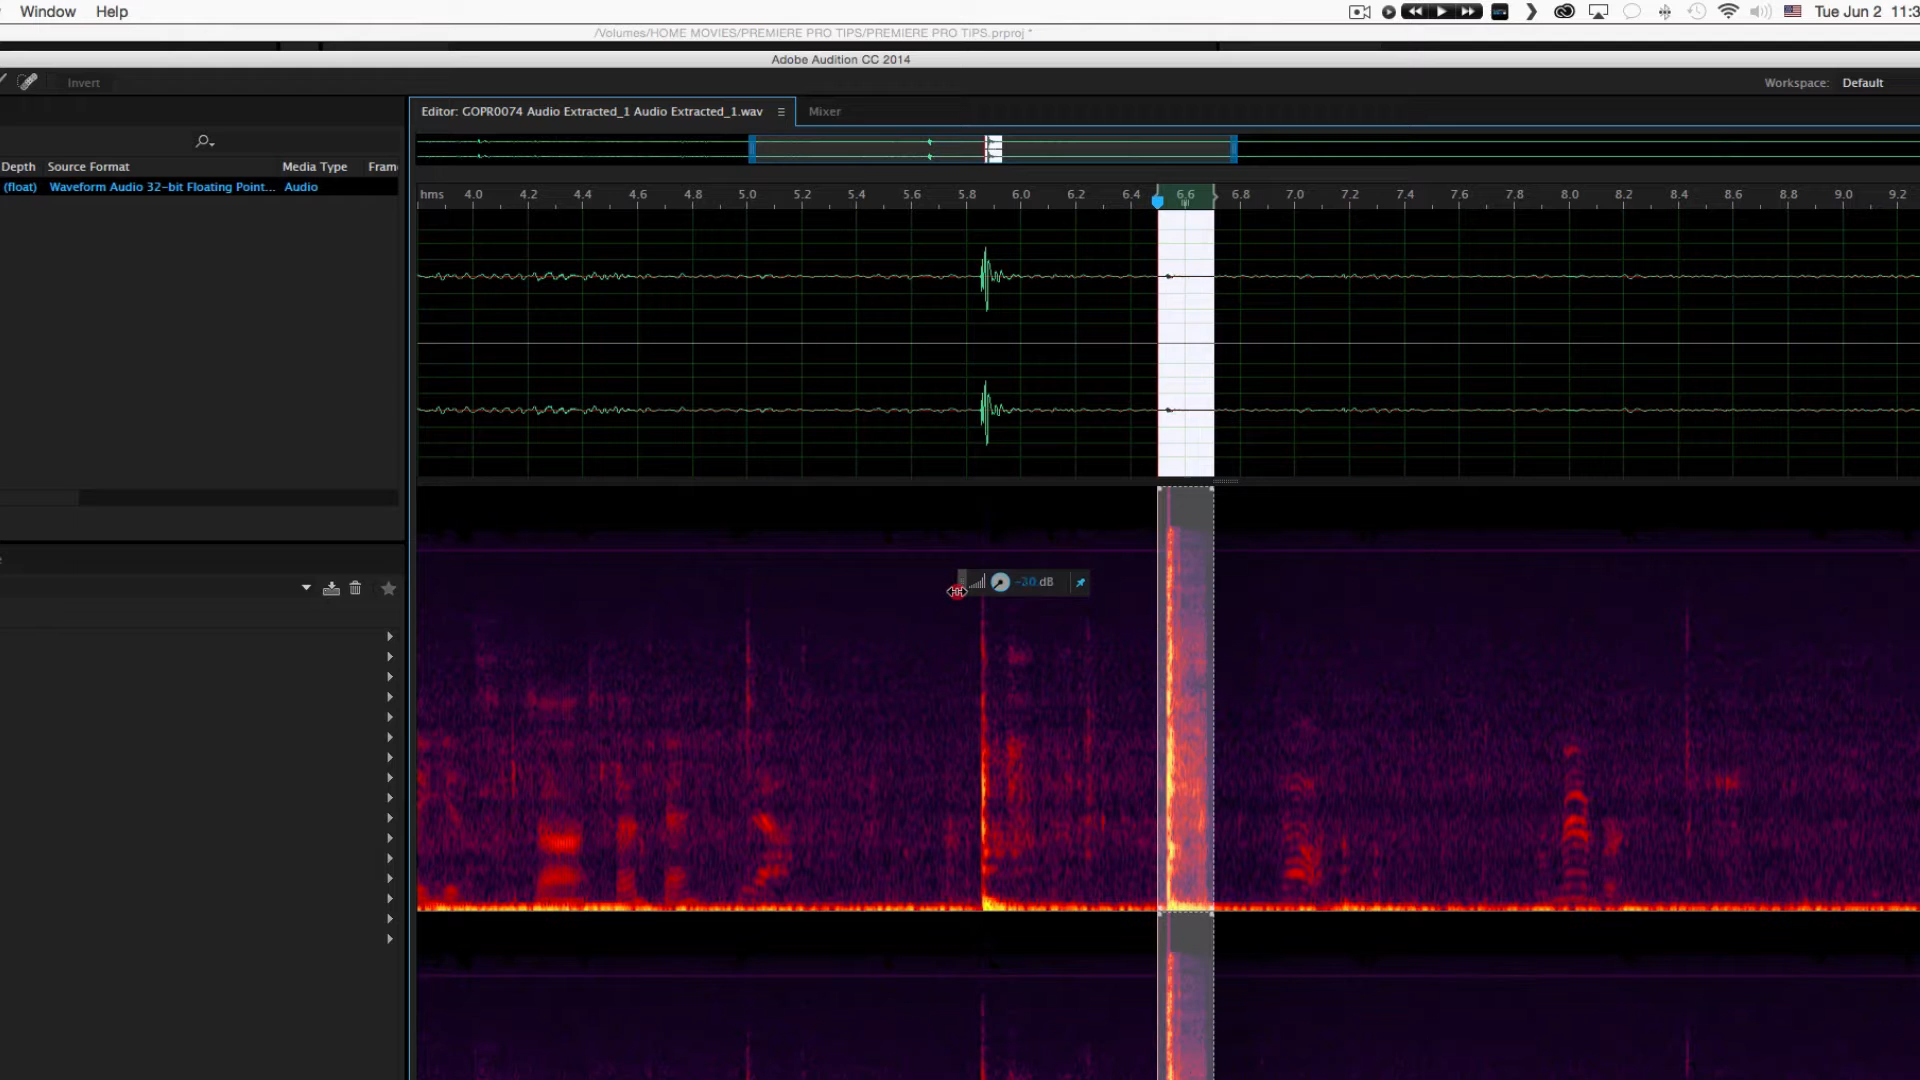 Window Help Tue Jun 2 11:3
/Volumes/HOME MOVIES/PREMIERE PRO TIPS/PREMIERE PRO TIPS.prproj *
Adobe Audition CC 2014
Invert Workspace: Default
Editor: GOPR0074 Audio Extracted_1 Audio Extracted_1.wav Mixer
Depth Source Format Media Type Fram
(float) Waveform Audio 32-bit Floating Point... Audio
hms 4.0 4.2 4.4 4.6 4.8 5.0 5.2 5.4 5.6 5.8 6.0 6.2 6.4 6.6 6.8 7.0 7.2 7.4 7.6 7.8 8.0 8.2 8.4 8.6 8.8 9.0 9.2
dB